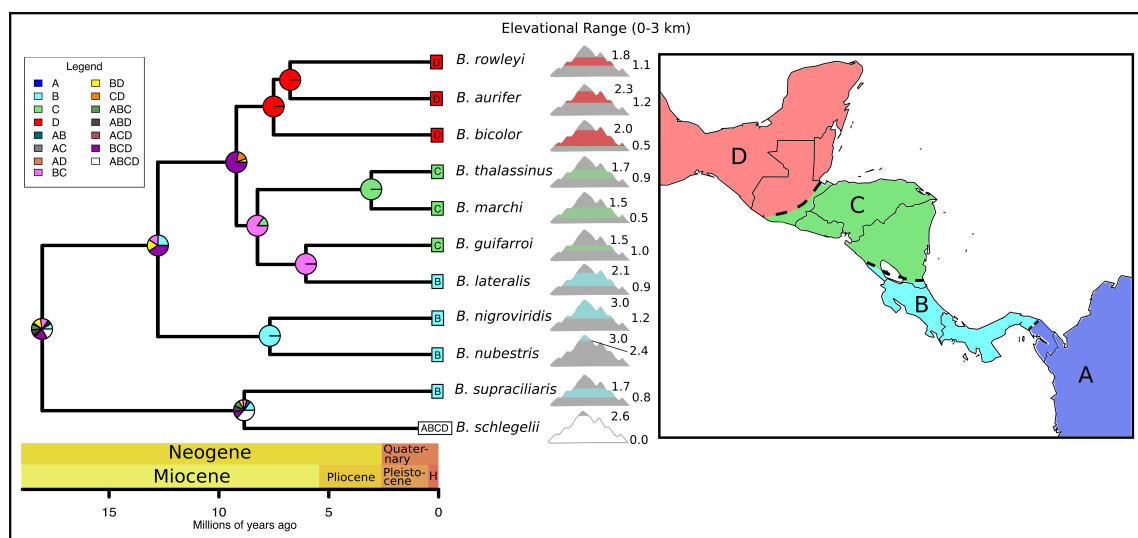 Elevational Range (0-3 km)
Legend
A
B
C
D
AB
AC
AD
BC
BD
CD
ABC
ABD
ACD
BCD
ABCD
D B. rowleyi 1.8 1.1
D B. aurifer 2.3 1.2
D B. bicolor 2.0 0.5
C B. thalassinus 1.7 0.9
C B. marchi 1.5 0.5
C B. guifarroi 1.5 1.0
B B. lateralis 2.1 0.9
B B. nigroviridis 3.0 1.2
B B. nubestris 3.0 2.4
B B. supraciliaris 1.7 0.8
ABCD B. schlegelii 2.6 0.0
D
C
B
A
Neogene
Quater-
nary
Miocene
Pliocene
Pleisto-
cene
H
15 10 5 0
Millions of years ago